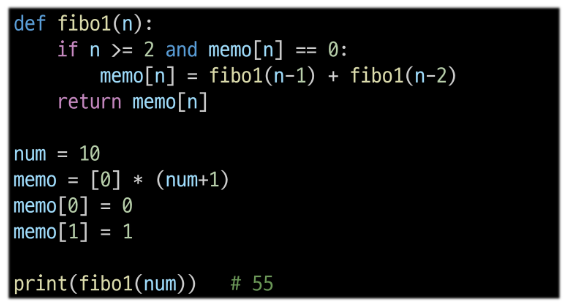 def fibo1(n):
    if n >= 2 and memo[n] == 0:
        memo[n] = fibo1(n-1) + fibo1(n-2)
    return memo[n]

num = 10
memo = [0] * (num+1)
memo[0] = 0
memo[1] = 1

print(fibo1(num))   # 55